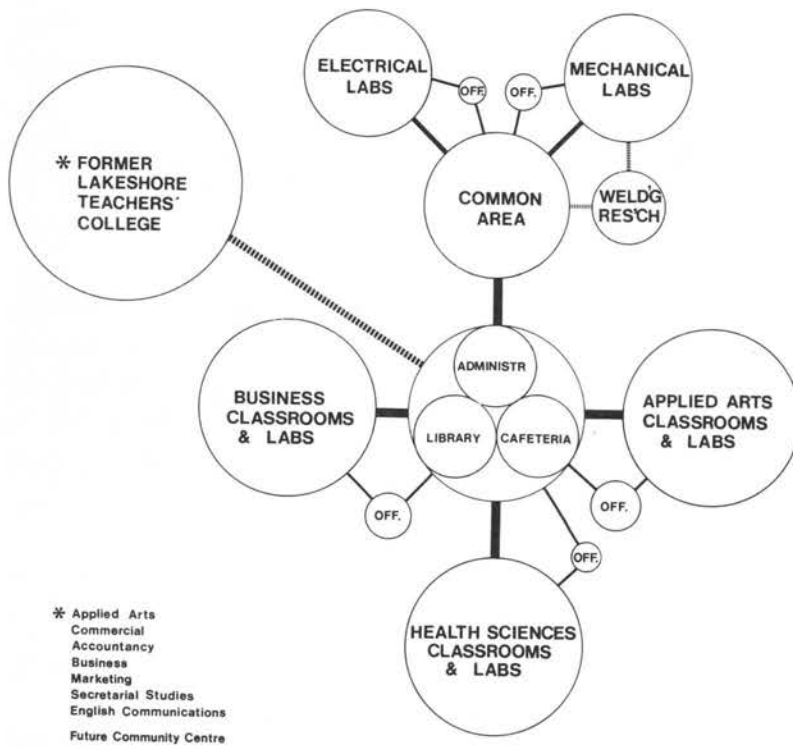 ELECTRICAL
LABS
OFF.
OFF.
MECHANICAL
LABS
* FORMER
LAKESHORE
TEACHERS'
COLLEGE
COMMON
AREA
WELD'G
RES'CH
ADMINISTR
BUSINESS
CLASSROOMS
& LABS
LIBRARY
CAFETERIA
APPLIED ARTS
CLASSROOMS
& LABS
OFF.
OFF.
OFF.
HEALTH SCIENCES
CLASSROOMS
& LABS
* Applied Arts
Commercial
Accountancy
Business
Marketing
Secretarial Studies
English Communications
Future Community Centre